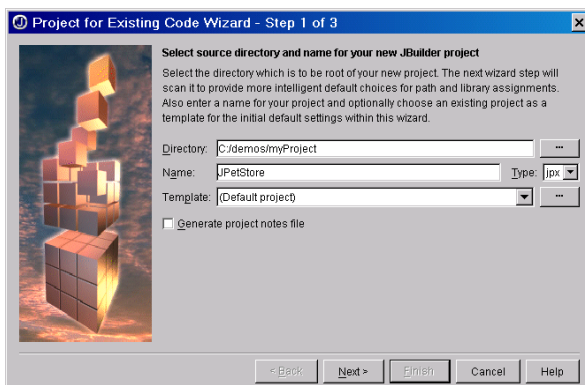 Project for Existing Code Wizard - Step 1 of 3
Select source directory and name for your new JBuilder project
Select the directory which is to be root of your new project. The next wizard step will
scan it to provide more intelligent default choices for path and library assignments.
Also enter a name for your project and optionally choose an existing project as a
template for the initial default settings within this wizard.
Directory: C:/demos/myProject ...
Name: JPetStore Type: jpx
Template: (Default project) ...
Generate project notes file
< Back Next > Finish Cancel Help